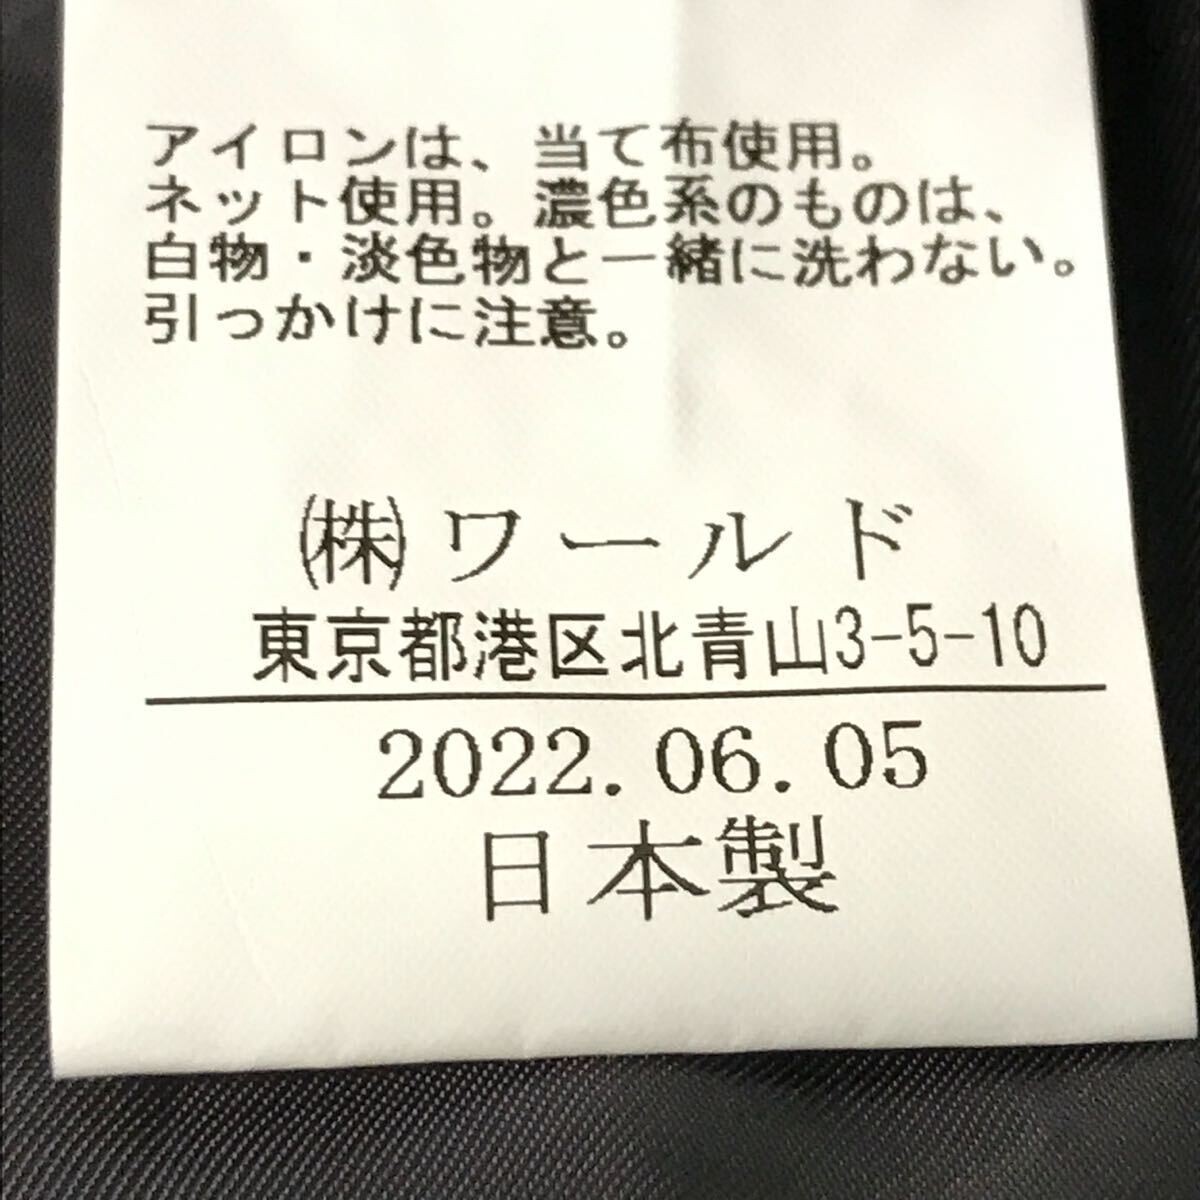 アイロンは、当て布使用。
ネット使用。濃色系のものは、
白物・淡色物と一緒に洗わない。
引っかけに注意。
㈱ワールド
東京都港区北青山3-5-10
2022.06.05
日本製